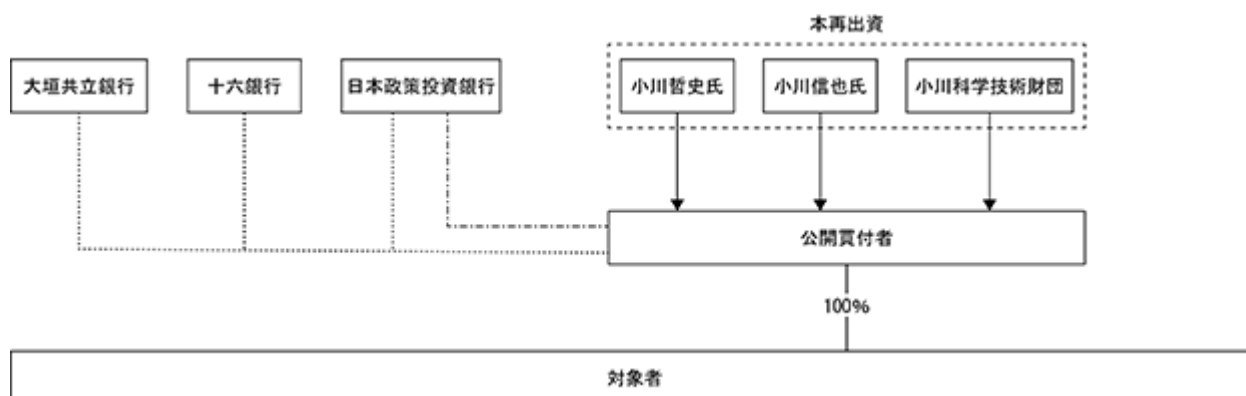 本再出資
大垣共立銀行
十六銀行
日本政策投資銀行
小川哲史氏
小川信也氏
小川科学技術財団
公開買付者
100%
対象者